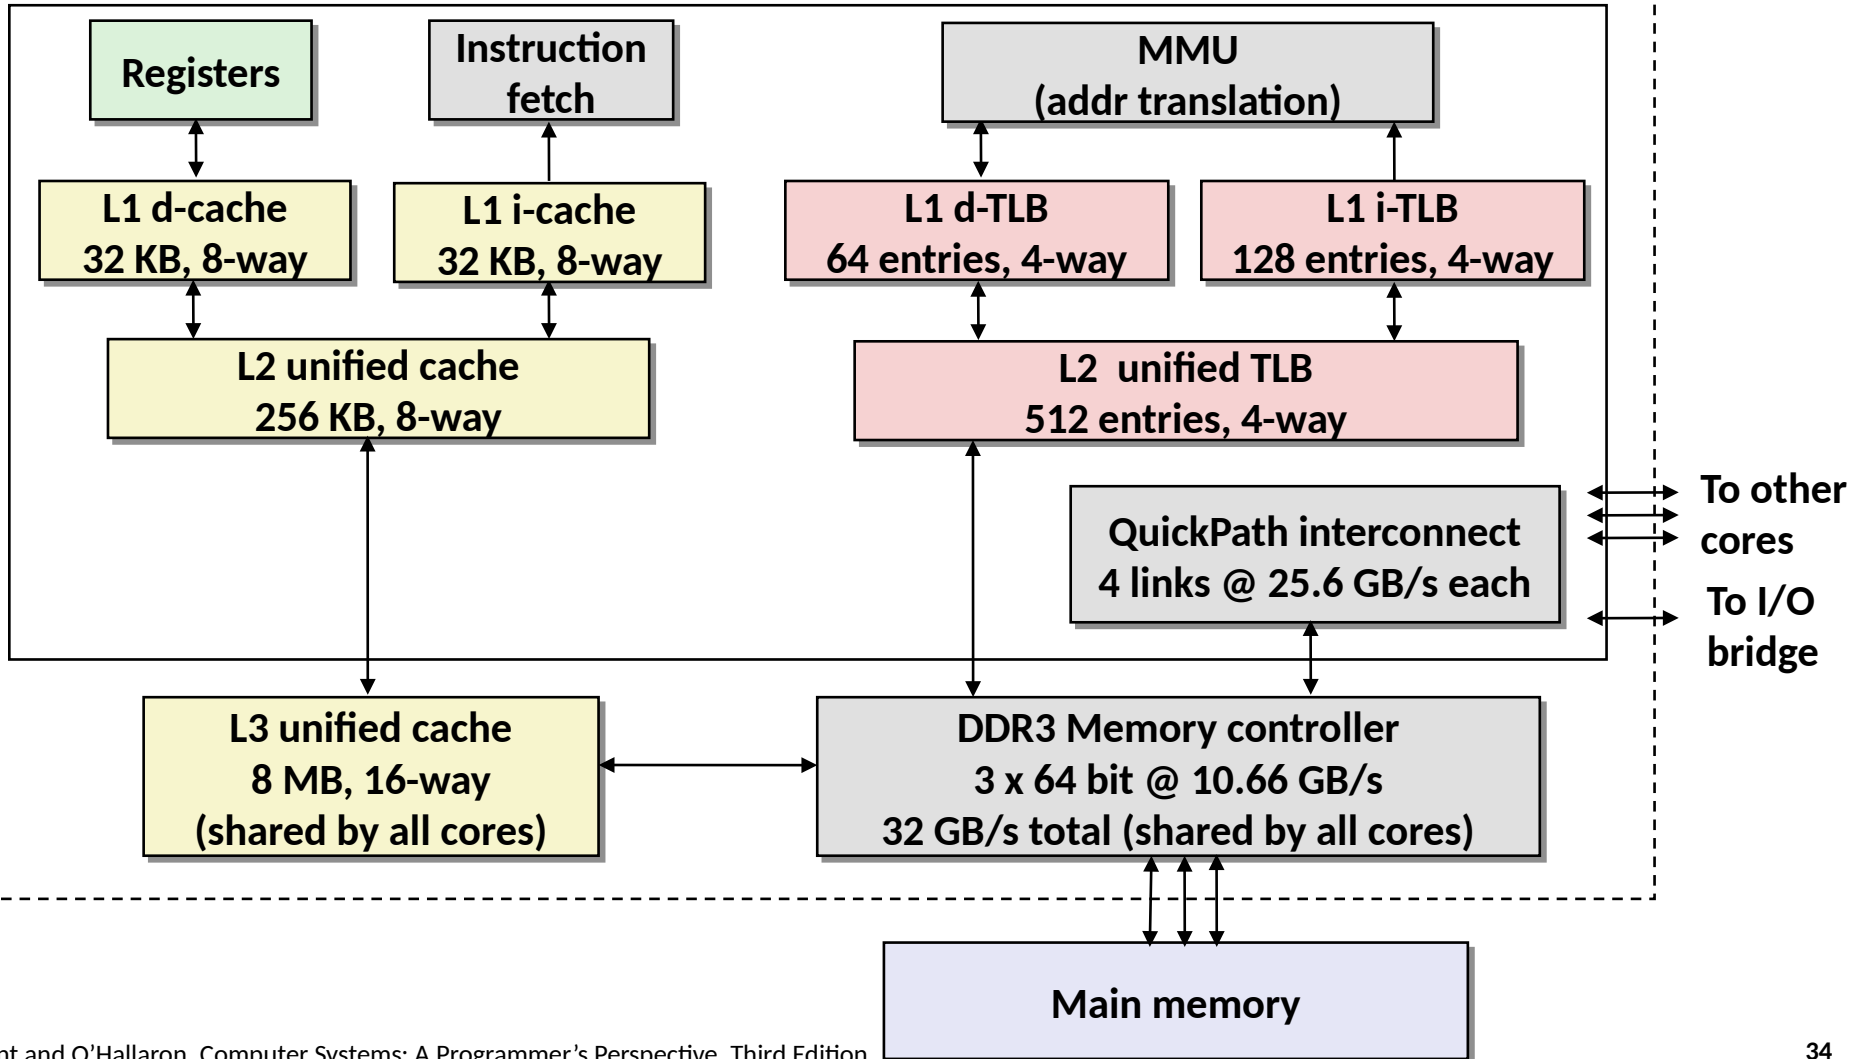 Registers
Instruction
fetch
MMU
(addr translation)
L1 d-cache
32 KB, 8-way
L1 i-cache
32 KB, 8-way
L1 d-TLB
64 entries, 4-way
L1 i-TLB
128 entries, 4-way
L2 unified cache
256 KB, 8-way
L2 unified TLB
512 entries, 4-way
QuickPath interconnect
4 links @ 25.6 GB/s each
To other
cores
To I/O
bridge
L3 unified cache
8 MB, 16-way
(shared by all cores)
DDR3 Memory controller
3 x 64 bit @ 10.66 GB/s
32 GB/s total (shared by all cores)
Main memory
and O’Hallaron, Computer Systems: A Programmer’s Perspective, Third Edition
34